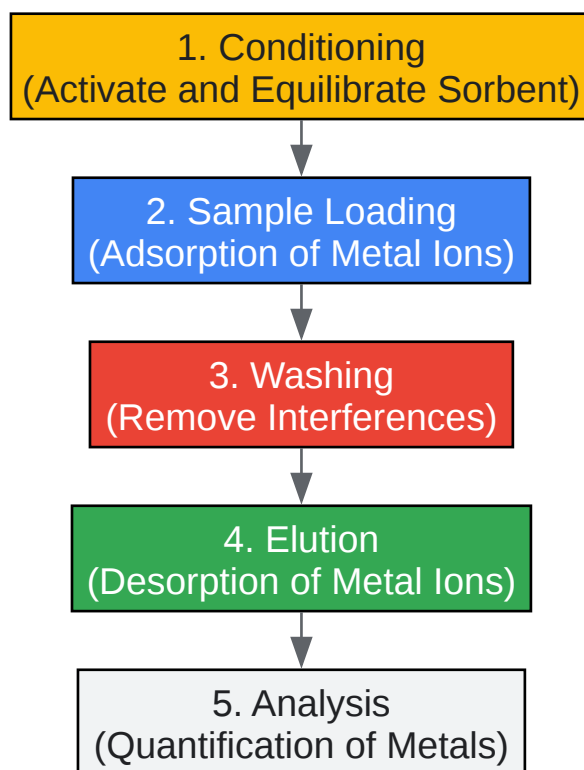 1. Conditioning
(Activate and Equilibrate Sorbent)
2. Sample Loading
(Adsorption of Metal Ions)
3. Washing
(Remove Interferences)
4. Elution
(Desorption of Metal Ions)
5. Analysis
(Quantification of Metals)